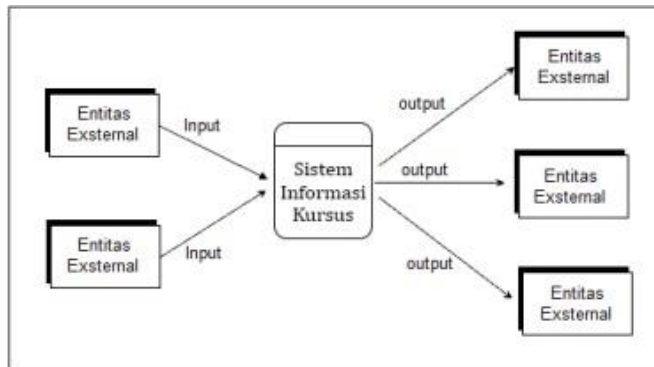 Entitas
Exsternal
Input
Entitas
Exsternal
Input
Sistem
Informasi
Kursus
output
Entitas
Exsternal
output
Entitas
Exsternal
output
Entitas
Exsternal